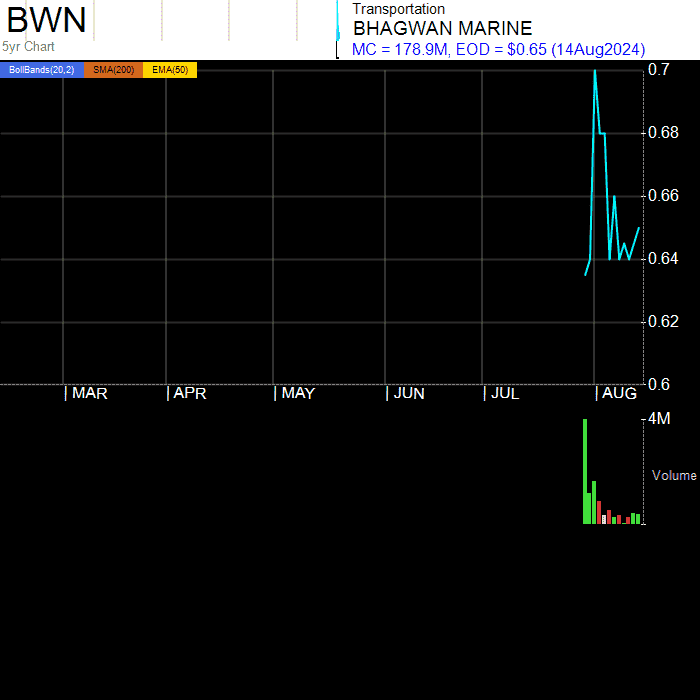 BWN
5yr Chart
Transportation
BHAGWAN MARINE
MC = 178.9M, EOD = $0.65 (14Aug2024)
BollBands(20,2) SMA(200) EMA(50)
0.7
0.68
0.66
0.64
0.62
0.6
| MAR | APR | MAY | JUN | JUL | AUG
4M
Volume